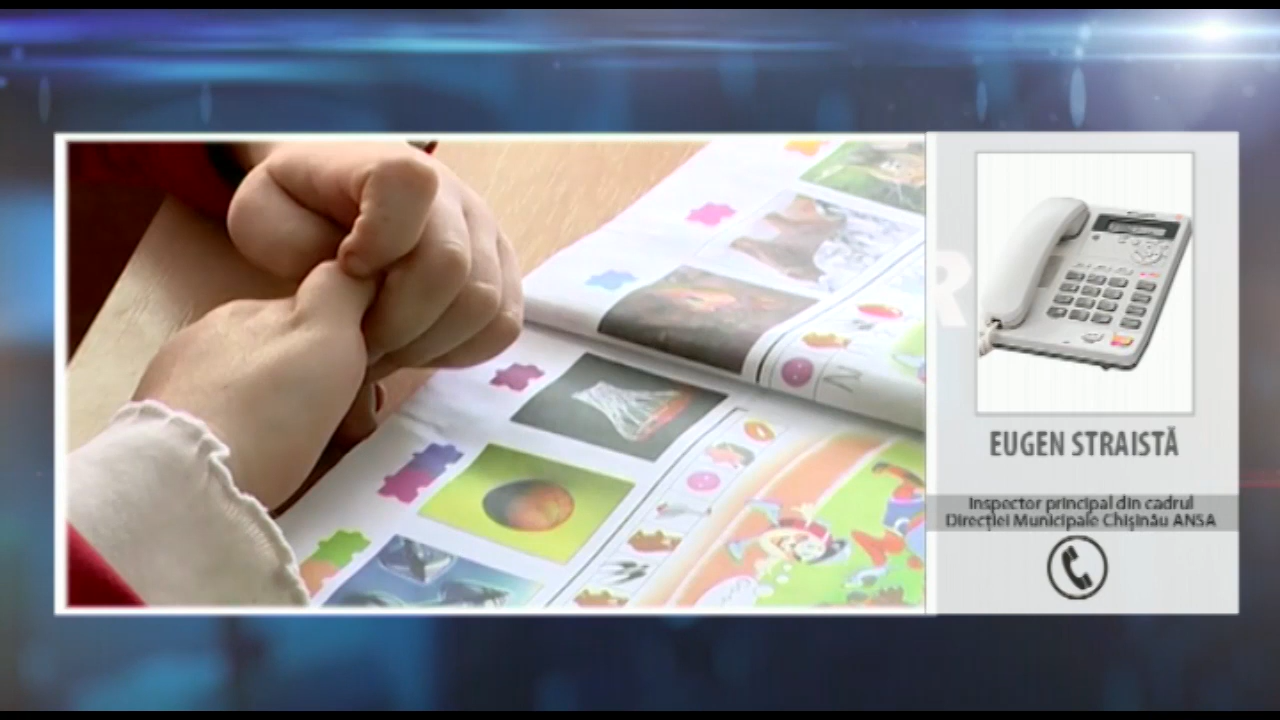 R
EUGEN STRAISTĂ
Inspector principal din cadrul
Direcției Municipale Chișinău ANSA